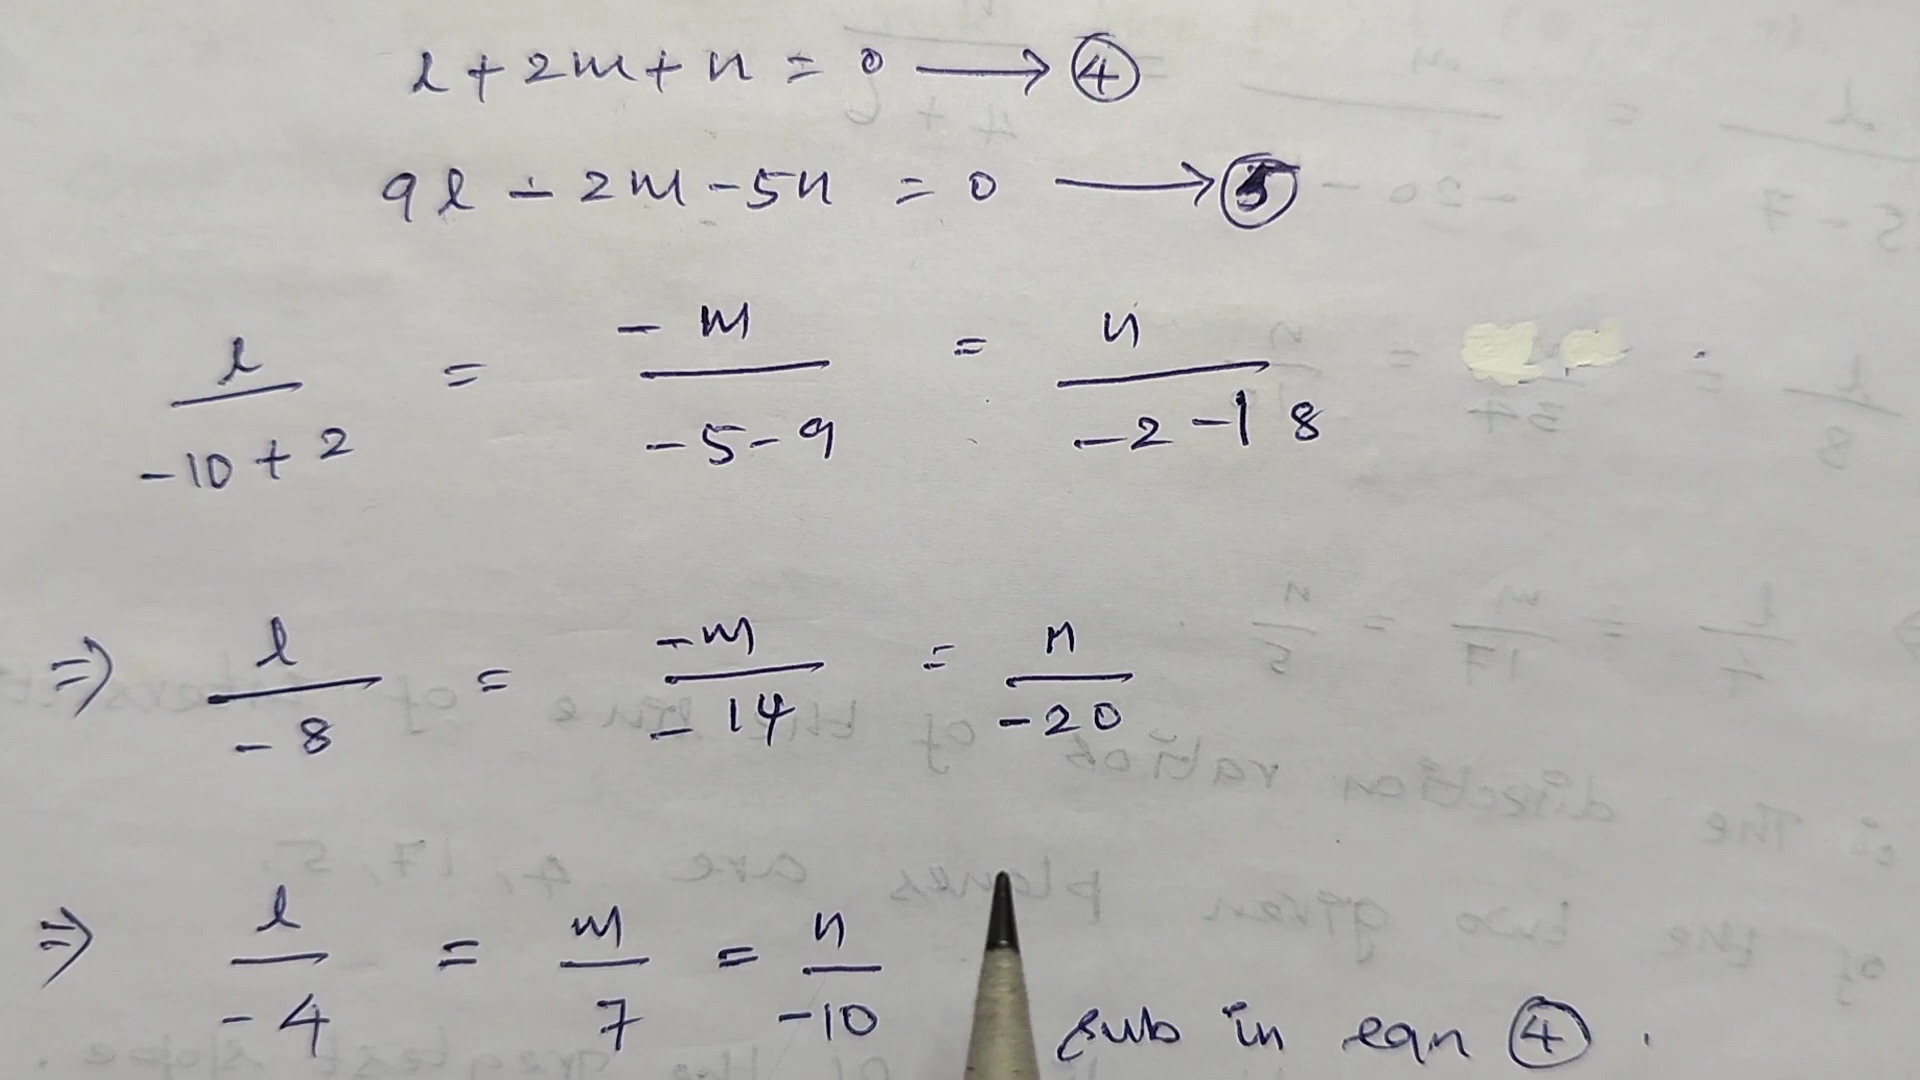 l + 2m + n = 0 → ④
9l - 2m - 5n = 0 → ⑤
l/(-10 + 2) = -m/(-5 - 9) = n/(-2 - 18)
⇒ l/-8 = -m/-14 = n/-20
⇒ l/-4 = m/7 = n/-10 sub in eqn ④.